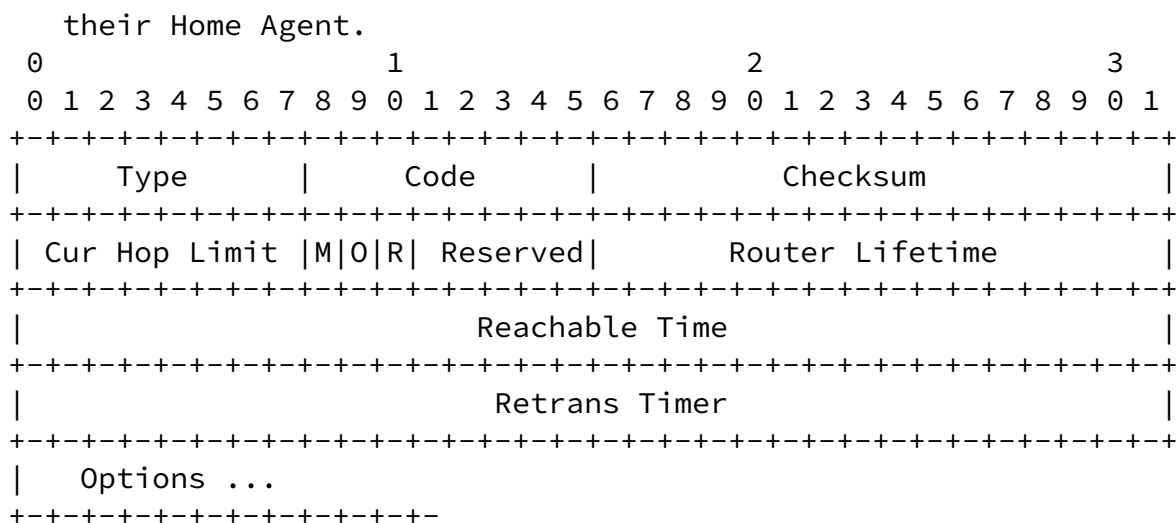 their Home Agent.
 0                   1                   2                   3
 0 1 2 3 4 5 6 7 8 9 0 1 2 3 4 5 6 7 8 9 0 1 2 3 4 5 6 7 8 9 0 1
+-+-+-+-+-+-+-+-+-+-+-+-+-+-+-+-+-+-+-+-+-+-+-+-+-+-+-+-+-+-+-+-+
|     Type      |     Code      |          Checksum             |
+-+-+-+-+-+-+-+-+-+-+-+-+-+-+-+-+-+-+-+-+-+-+-+-+-+-+-+-+-+-+-+-+
| Cur Hop Limit |M|O|R| Reserved|       Router Lifetime         |
+-+-+-+-+-+-+-+-+-+-+-+-+-+-+-+-+-+-+-+-+-+-+-+-+-+-+-+-+-+-+-+-+
|                         Reachable Time                        |
+-+-+-+-+-+-+-+-+-+-+-+-+-+-+-+-+-+-+-+-+-+-+-+-+-+-+-+-+-+-+-+-+
|                          Retrans Timer                        |
+-+-+-+-+-+-+-+-+-+-+-+-+-+-+-+-+-+-+-+-+-+-+-+-+-+-+-+-+-+-+-+-+
|   Options ...
+-+-+-+-+-+-+-+-+-+-+-+-